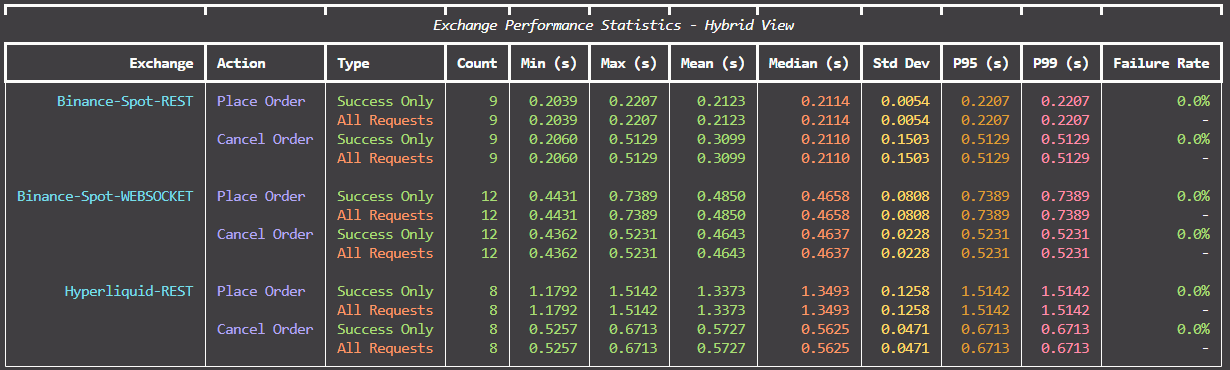 Exchange Performance Statistics - Hybrid View
Exchange Action Type Count Min (s) Max (s) Mean (s) Median (s) Std Dev P95 (s) P99 (s) Failure Rate
Binance-Spot-REST Place Order Success Only 9 0.2039 0.2207 0.2123 0.2114 0.0054 0.2207 0.2207 0.0%
All Requests 9 0.2039 0.2207 0.2123 0.2114 0.0054 0.2207 0.2207 -
Cancel Order Success Only 9 0.2060 0.5129 0.3099 0.2110 0.1503 0.5129 0.5129 0.0%
All Requests 9 0.2060 0.5129 0.3099 0.2110 0.1503 0.5129 0.5129 -
Binance-Spot-WEBSOCKET Place Order Success Only 12 0.4431 0.7389 0.4850 0.4658 0.0808 0.7389 0.7389 0.0%
All Requests 12 0.4431 0.7389 0.4850 0.4658 0.0808 0.7389 0.7389 -
Cancel Order Success Only 12 0.4362 0.5231 0.4643 0.4637 0.0228 0.5231 0.5231 0.0%
All Requests 12 0.4362 0.5231 0.4643 0.4637 0.0228 0.5231 0.5231 -
Hyperliquid-REST Place Order Success Only 8 1.1792 1.5142 1.3373 1.3493 0.1258 1.5142 1.5142 0.0%
All Requests 8 1.1792 1.5142 1.3373 1.3493 0.1258 1.5142 1.5142 -
Cancel Order Success Only 8 0.5257 0.6713 0.5727 0.5625 0.0471 0.6713 0.6713 0.0%
All Requests 8 0.5257 0.6713 0.5727 0.5625 0.0471 0.6713 0.6713 -